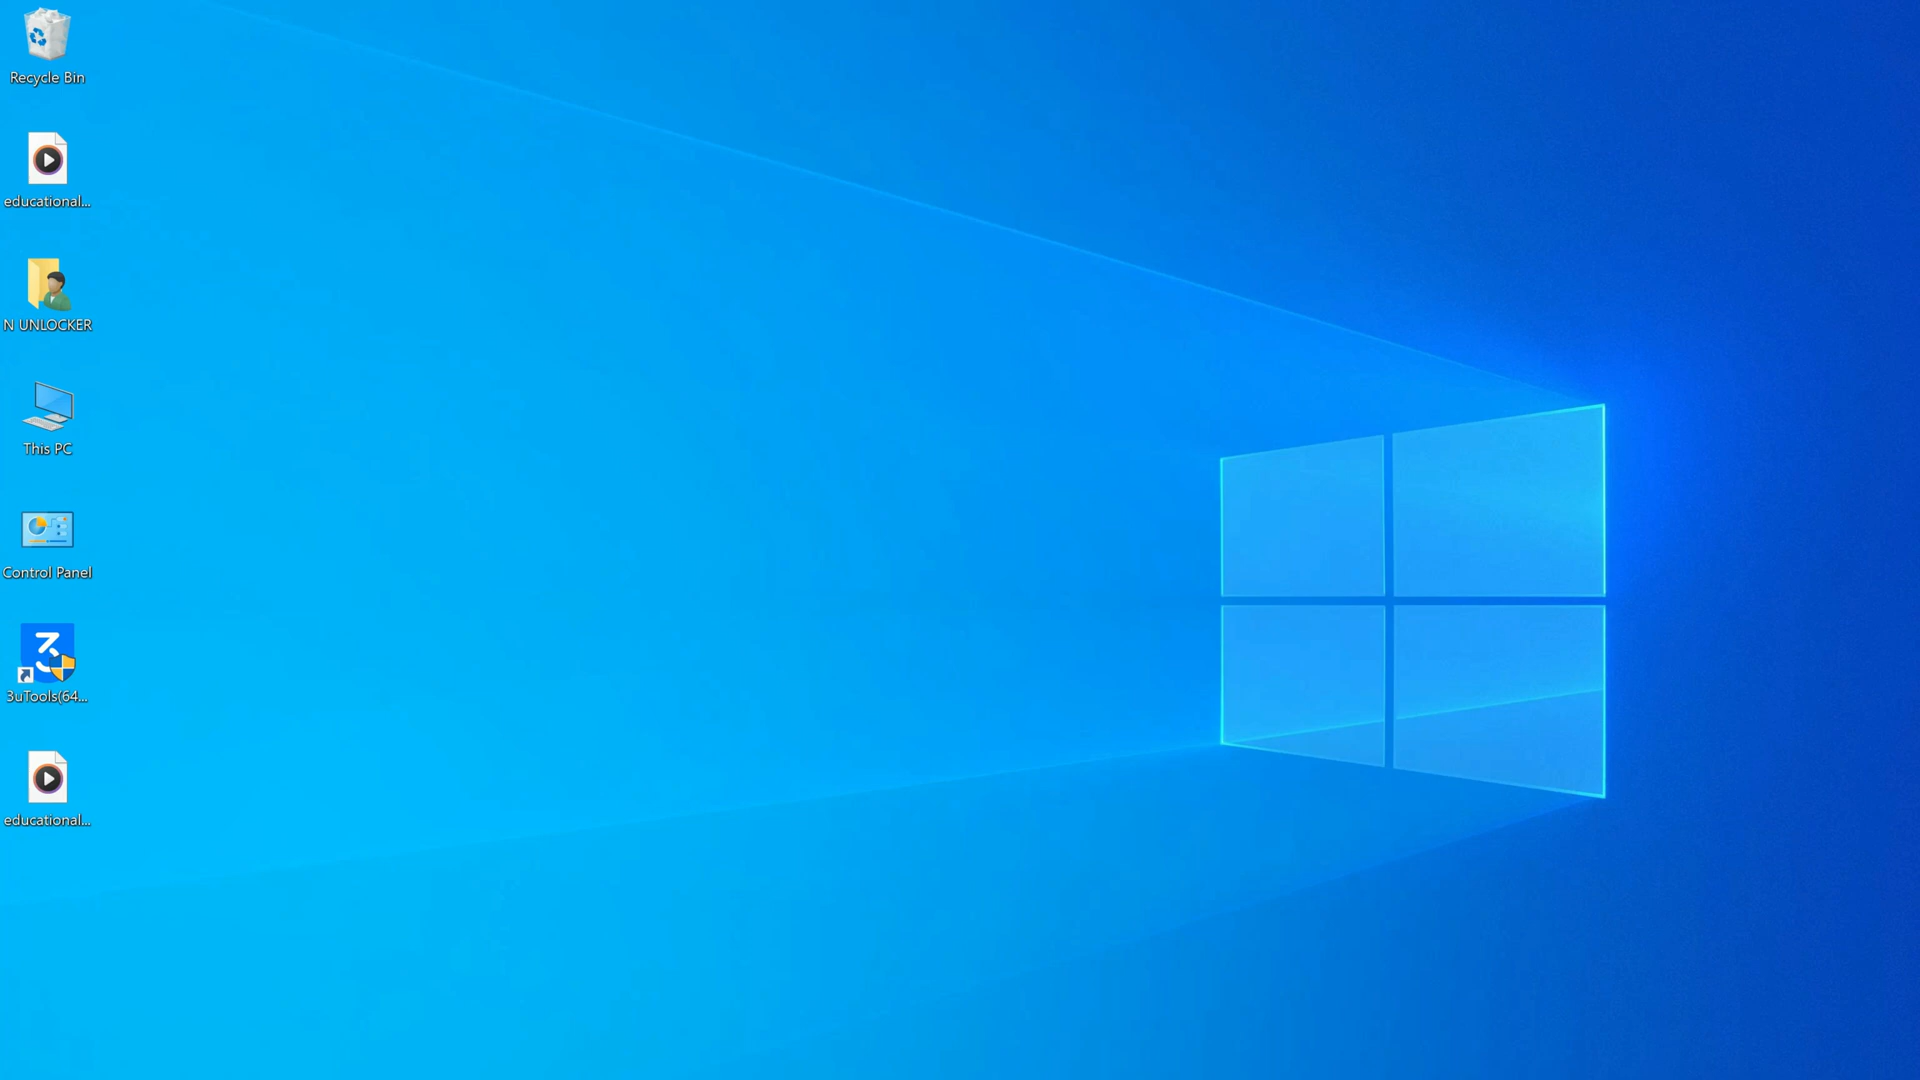 Recycle Bin
educational...
N UNLOCKER
This PC
Control Panel
3uTools(64...
educational...